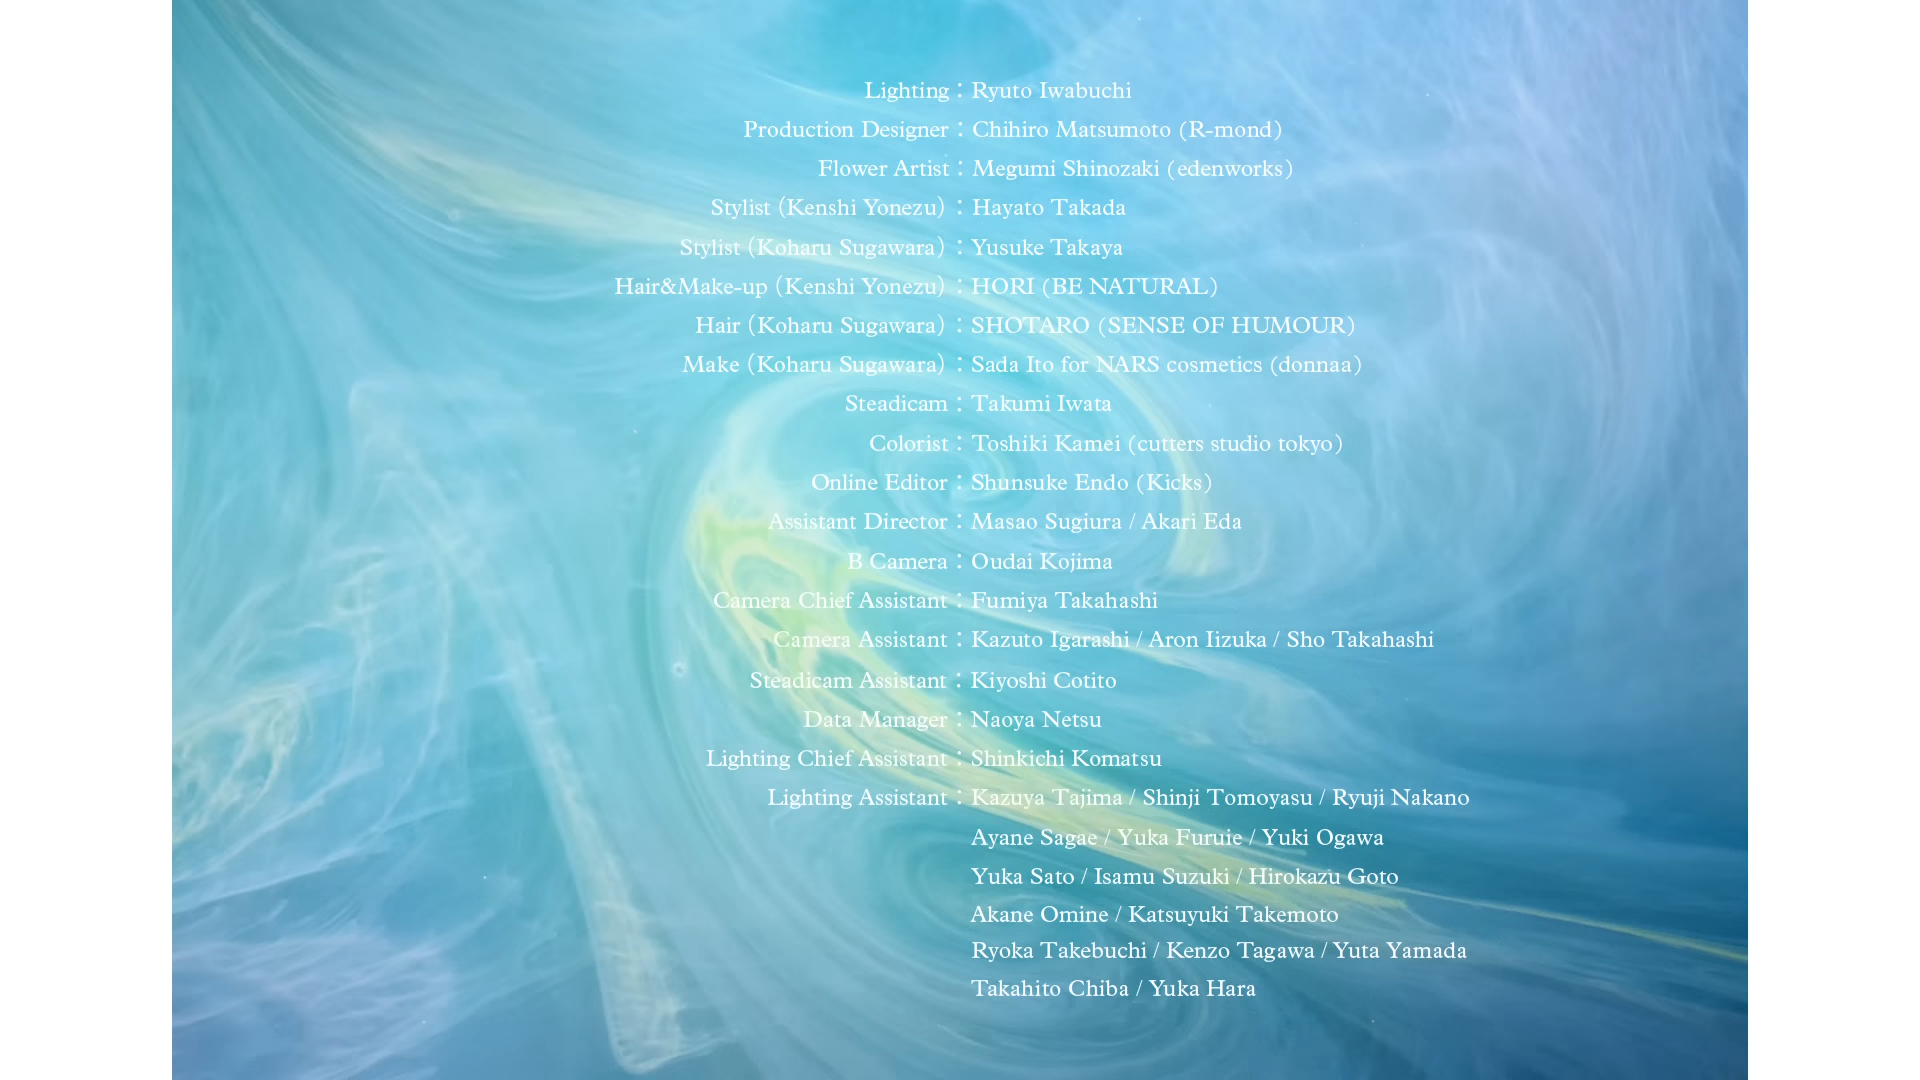 Lighting：Ryuto Iwabuchi
Production Designer：Chihiro Matsumoto (R-mond)
Flower Artist：Megumi Shinozaki (edenworks)
Stylist (Kenshi Yonezu)：Hayato Takada
Stylist (Koharu Sugawara)：Yusuke Takaya
Hair&Make-up (Kenshi Yonezu)：HORI (BE NATURAL)
Hair (Koharu Sugawara)：SHOTARO (SENSE OF HUMOUR)
Make (Koharu Sugawara)：Sada Ito for NARS cosmetics (donnaa)
Steadicam：Takumi Iwata
Colorist：Toshiki Kamei (cutters studio tokyo)
Online Editor：Shunsuke Endo (Kicks)
Assistant Director：Masao Sugiura / Akari Eda
B Camera：Oudai Kojima
Camera Chief Assistant：Fumiya Takahashi
Camera Assistant：Kazuto Igarashi / Aron Iizuka / Sho Takahashi
Steadicam Assistant：Kiyoshi Cotito
Data Manager：Naoya Netsu
Lighting Chief Assistant：Shinkichi Komatsu
Lighting Assistant：Kazuya Tajima / Shinji Tomoyasu / Ryuji Nakano
Ayane Sagae / Yuka Furuie / Yuki Ogawa
Yuka Sato / Isamu Suzuki / Hirokazu Goto
Akane Omine / Katsuyuki Takemoto
Ryoka Takebuchi / Kenzo Tagawa / Yuta Yamada
Takahito Chiba / Yuka Hara